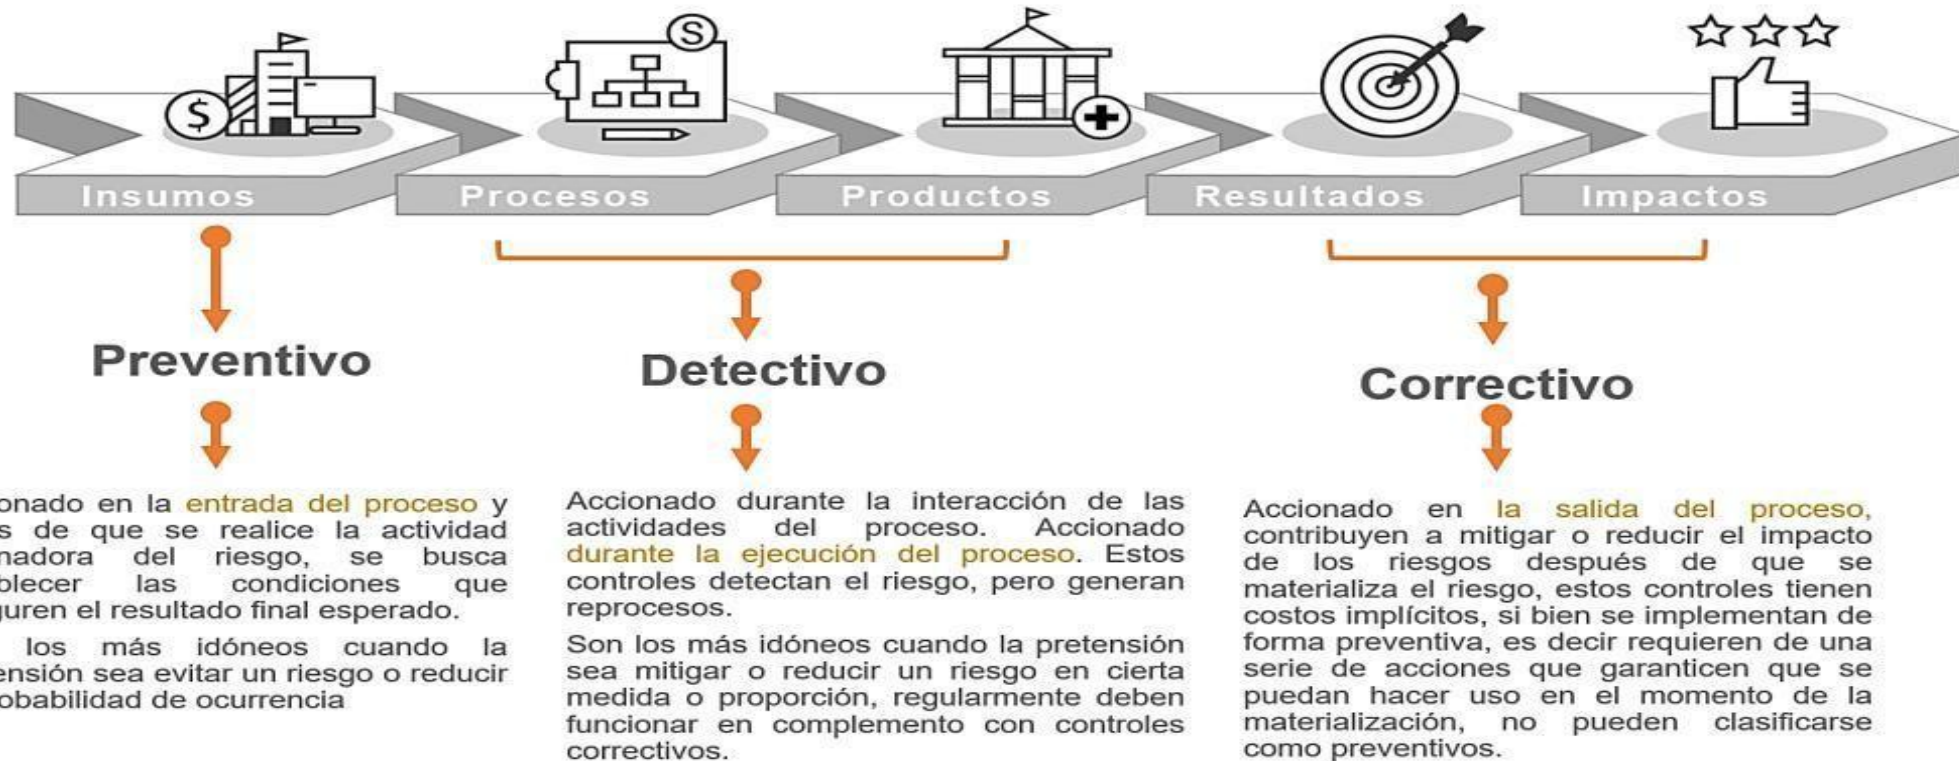 $
S
Insumos
Procesos
Productos
Resultados
Impactos
Preventivo
onado en la entrada del proceso y
s de que se realice la actividad
nadora del riesgo, se busca
blecer las condiciones que
guren el resultado final esperado.
los más idóneos cuando la
ensión sea evitar un riesgo o reducir
obabilidad de ocurrencia
Detectivo
Accionado durante la interacción de las
actividades del proceso. Accionado
durante la ejecución del proceso. Estos
controles detectan el riesgo, pero generan
reprocesos.
Son los más idóneos cuando la pretensión
sea mitigar o reducir un riesgo en cierta
medida o proporción, regularmente deben
funcionar en complemento con controles
correctivos.
Correctivo
Accionado en la salida del proceso,
contribuyen a mitigar o reducir el impacto
de los riesgos después de que se
materializa el riesgo, estos controles tienen
costos implícitos, si bien se implementan de
forma preventiva, es decir requieren de una
serie de acciones que garanticen que se
puedan hacer uso en el momento de la
materialización, no pueden clasificarse
como preventivos.